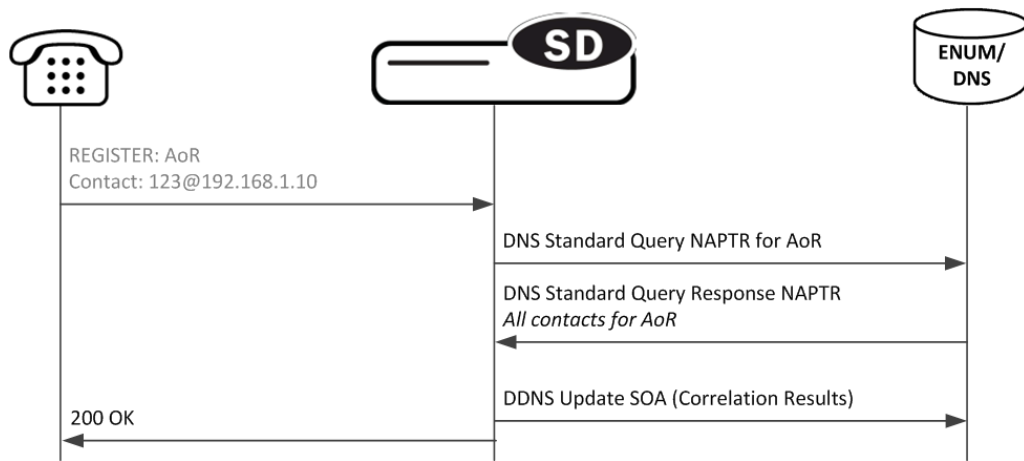 SD
ENUM/
DNS
REGISTER: AoR
Contact: 123@192.168.1.10
DNS Standard Query NAPTR for AoR
DNS Standard Query Response NAPTR
All contacts for AoR
DDNS Update SOA (Correlation Results)
200 OK